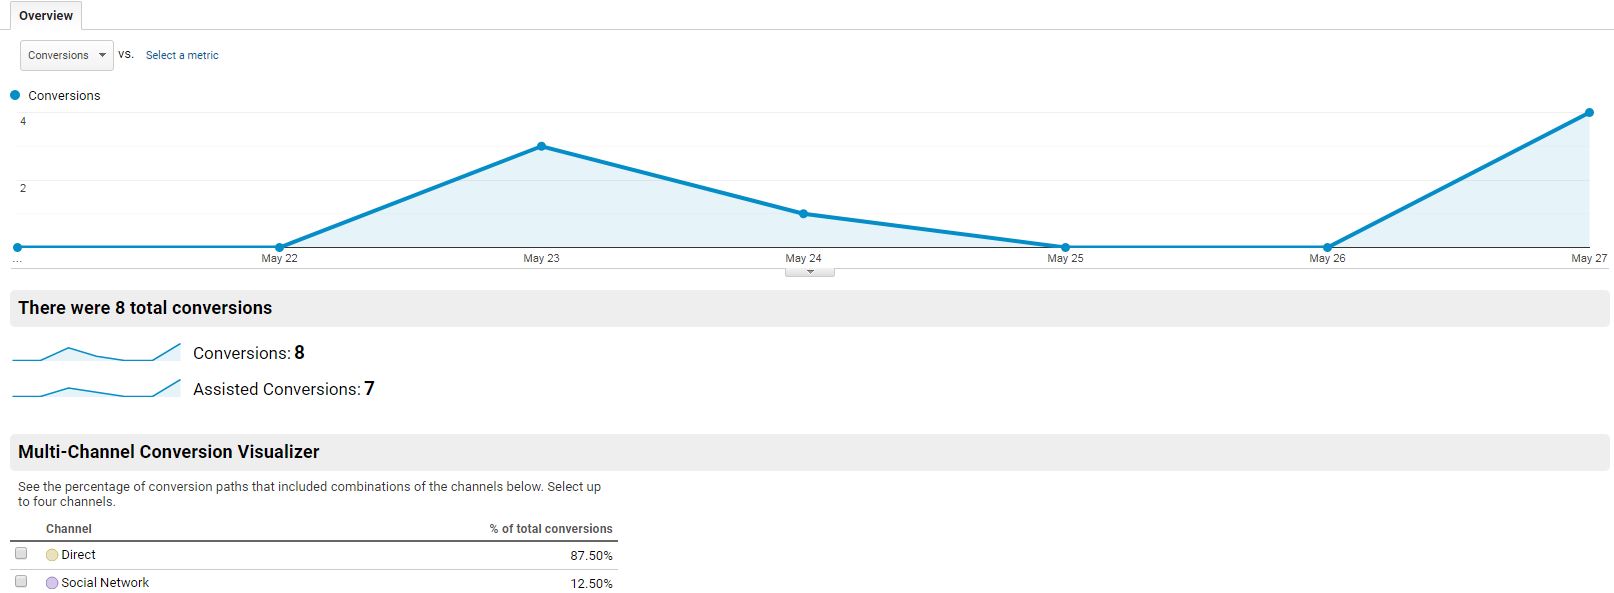 Overview
Conversions vs. Select a metric
Conversions
4
2
... May 22 May 23 May 24 May 25 May 26 May 27
There were 8 total conversions
Conversions: 8
Assisted Conversions: 7
Multi-Channel Conversion Visualizer
See the percentage of conversion paths that included combinations of the channels below. Select up
to four channels.
Channel % of total conversions
Direct 87.50%
Social Network 12.50%